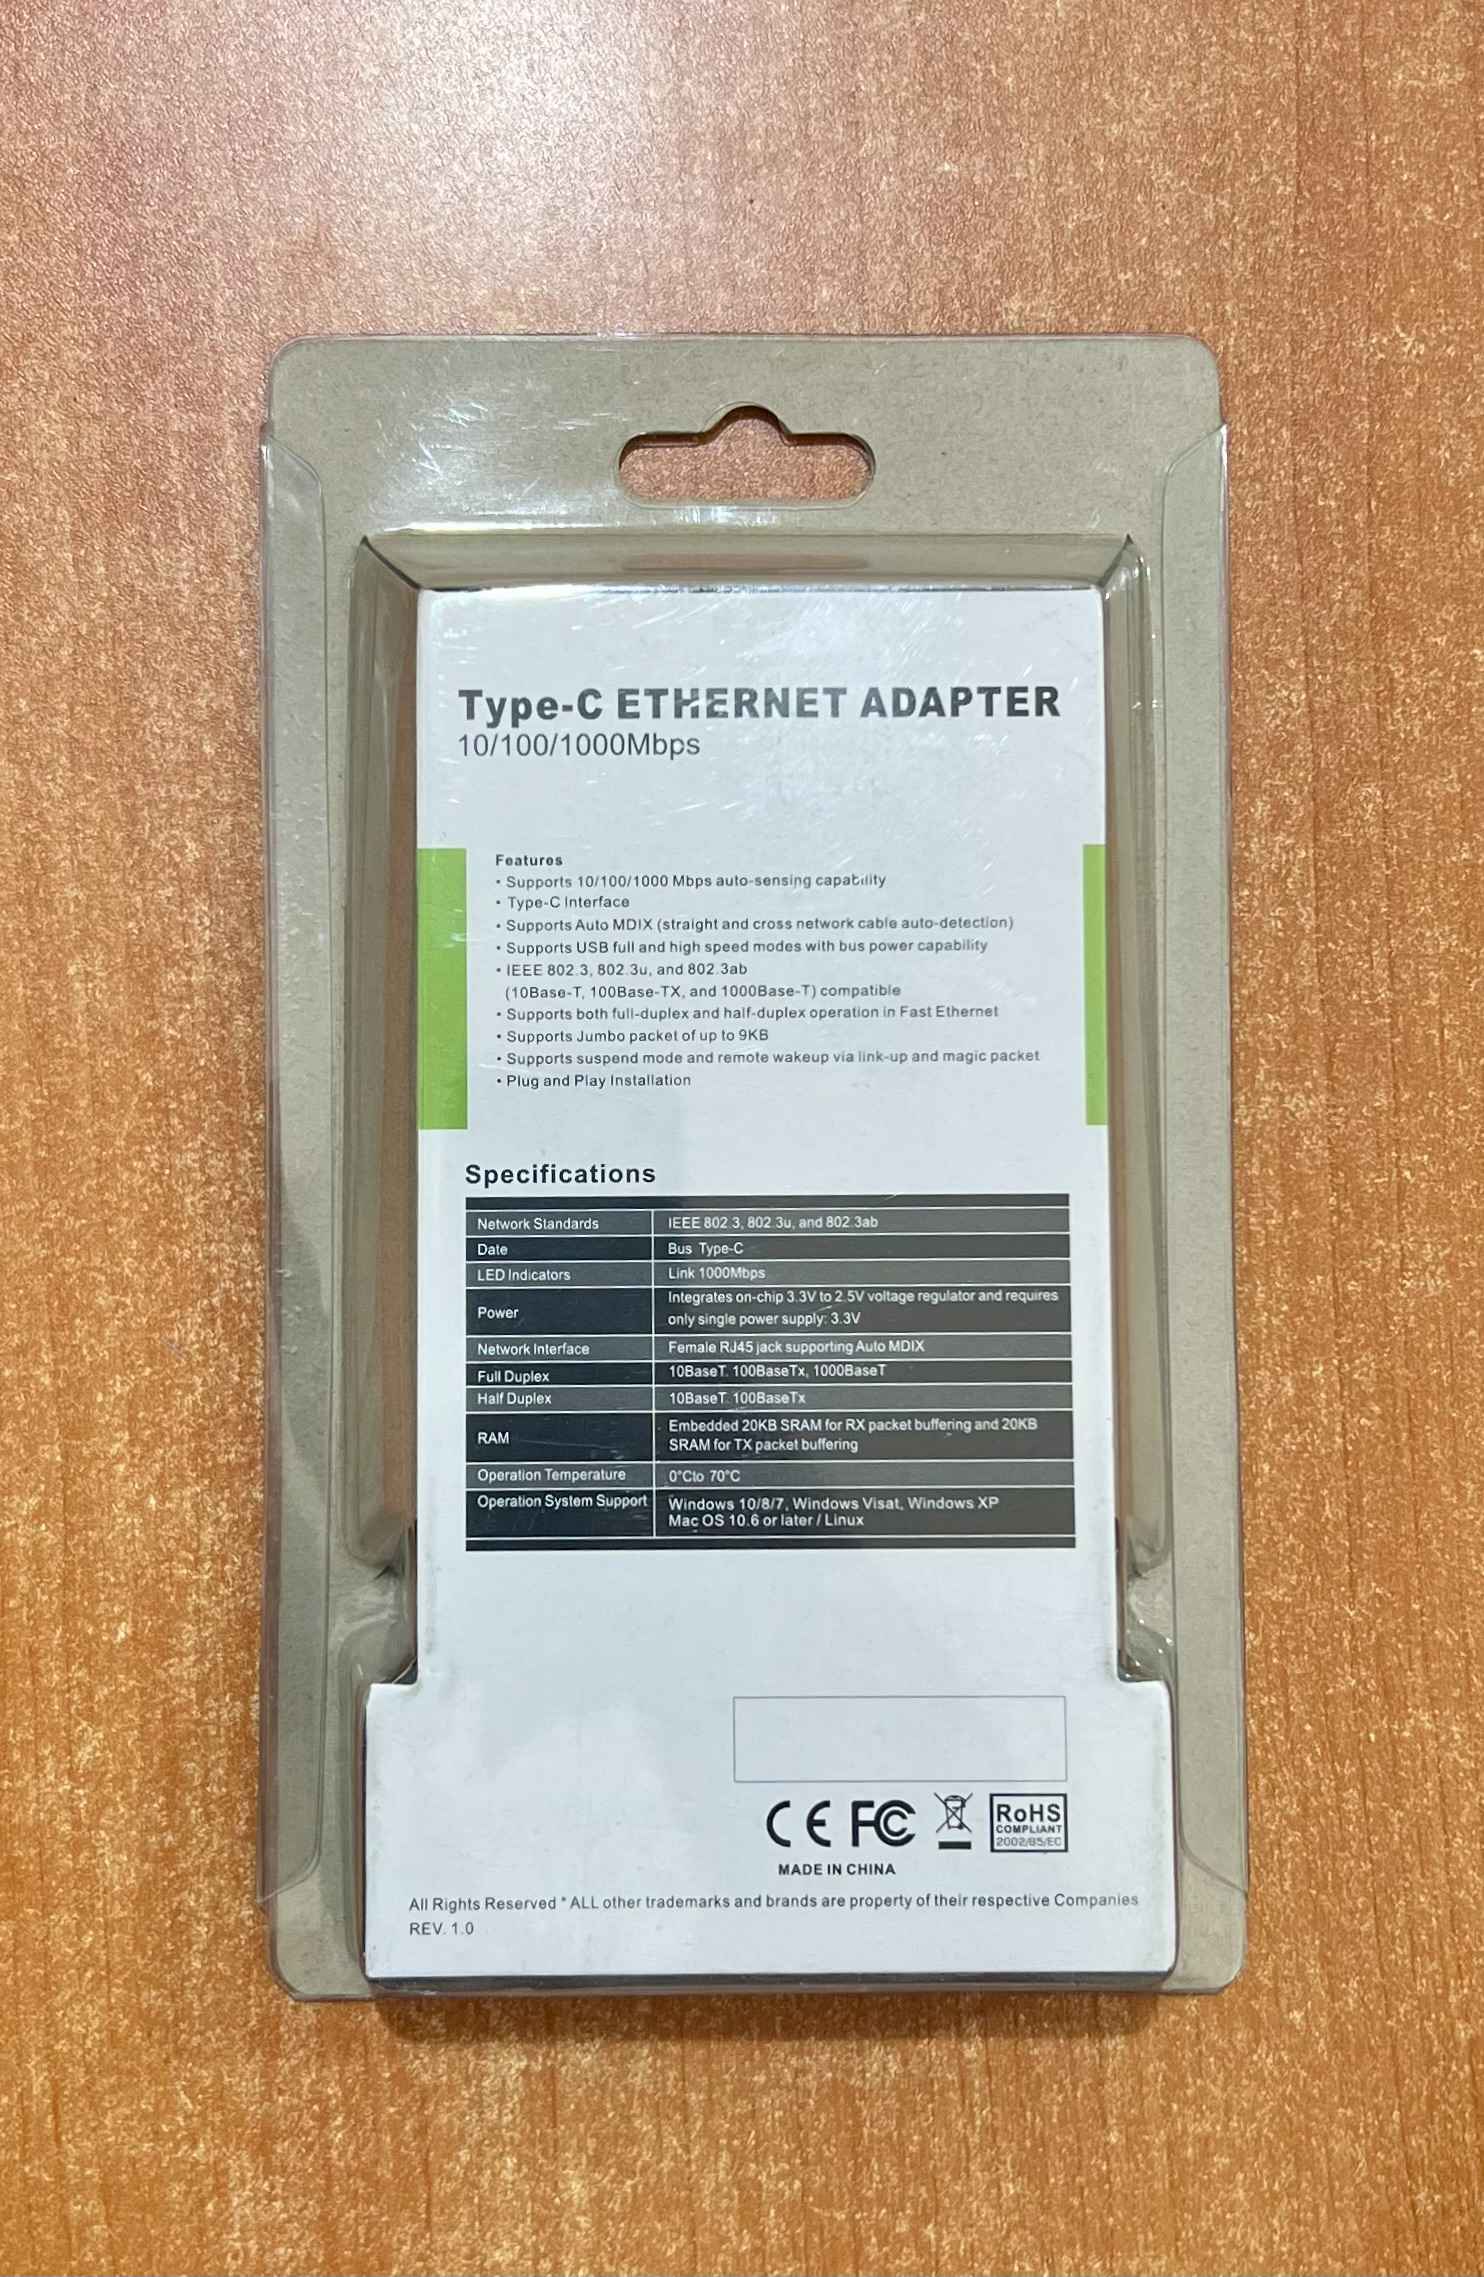 Type-C ETHERNET ADAPTER
10/100/1000Mbps
Features
• Supports 10/100/1000 Mbps auto-sensing capability
• Type-C Interface
• Supports Auto MDIX (straight and cross network cable auto-detection)
• Supports USB full and high speed modes with bus power capability
• IEEE 802.3, 802.3u, and 802.3ab
(10Base-T, 100Base-TX, and 1000Base-T) compatible
• Supports both full-duplex and half-duplex operation in Fast Ethernet
• Supports Jumbo packet of up to 9KB
• Supports suspend mode and remote wakeup via link-up and magic packet
• Plug and Play Installation
Specifications
Network Standards IEEE 802.3, 802.3u, and 802.3ab
Date Bus Type-C
LED Indicators Link 1000Mbps
Power Integrates on-chip 3.3V to 2.5V voltage regulator and requires
only single power supply: 3.3V
Network Interface Female RJ45 jack supporting Auto MDIX
Full Duplex 10BaseT. 100BaseTx, 1000BaseT
Half Duplex 10BaseT. 100BaseTx
RAM Embedded 20KB SRAM for RX packet buffering and 20KB
SRAM for TX packet buffering
Operation Temperature 0°Cto 70°C
Operation System Support Windows 10/8/7, Windows Visat, Windows XP
Mac OS 10.6 or later / Linux
CE FC RoHS
COMPLIANT
2002/95/EC
MADE IN CHINA
All Rights Reserved * ALL other trademarks and brands are property of their respective Companies
REV. 1.0